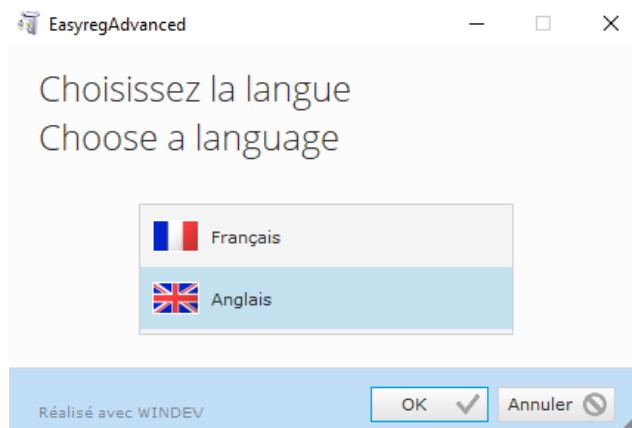 EasyregAdvanced
Choisissez la langue
Choose a language
Français
Anglais
Réalisé avec WINDEV
OK
Annuler